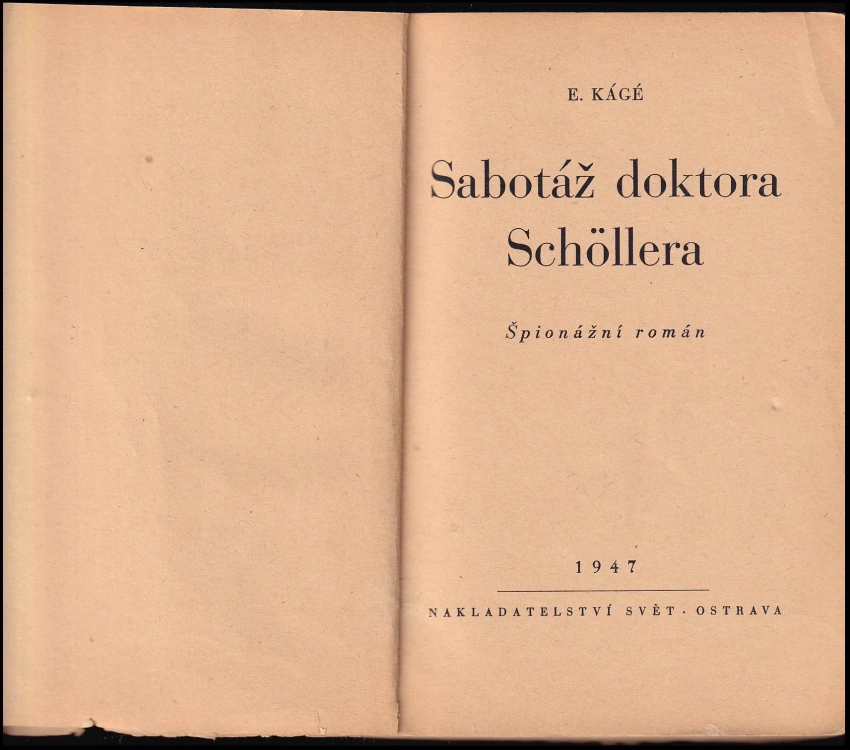 E. KÁGÉ
Sabotáž doktora
Schöllera
Špionážní román
1947
NAKLADATELSTVÍ SVĚT · OSTRAVA